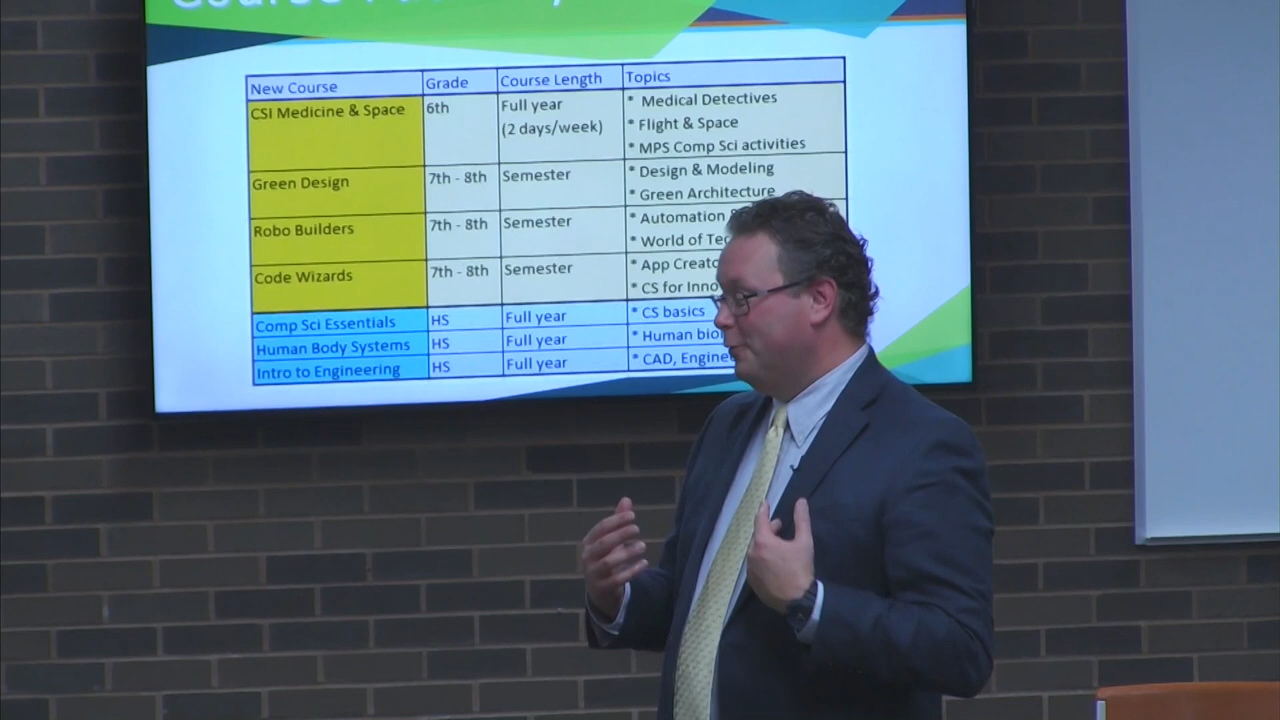 New Course Grade Course Length Topics
CSI Medicine & Space 6th Full year * Medical Detectives
(2 days/week) * Flight & Space
* MPS Comp Sci activities
Green Design 7th - 8th Semester * Design & Modeling
* Green Architecture
Robo Builders 7th - 8th Semester * Automation
* World of
Code Wizards 7th - 8th Semester * App
* CS for
Comp Sci Essentials HS Full year * CS basics
Human Body Systems HS Full year * Human
Intro to Engineering HS Full year * CAD,